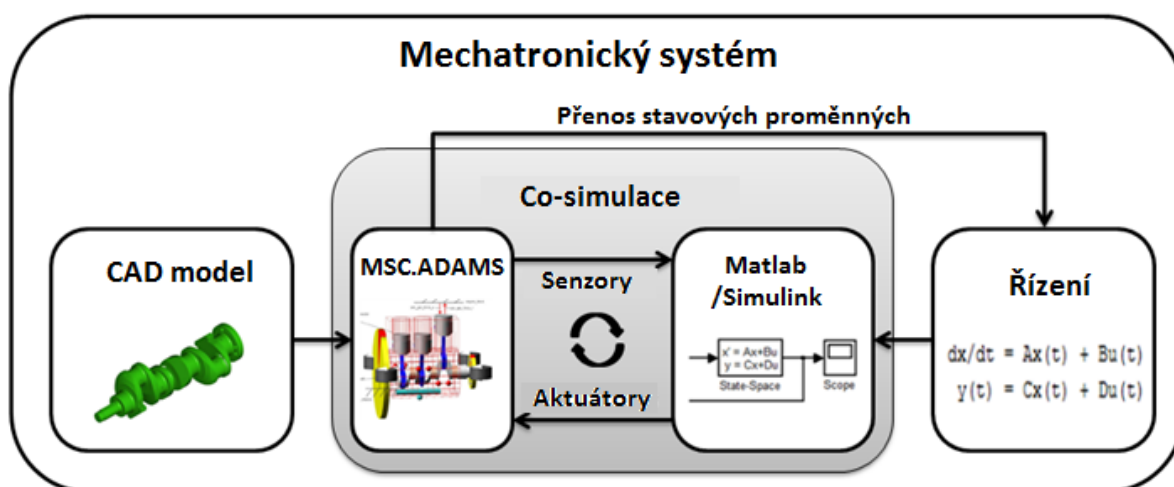 Mechatronický systém
Přenos stavových proměnných
Co-simulace
CAD model
MSC.ADAMS
Senzory
Aktuátory
Matlab
/Simulink
x' = Ax+Bu
y = Cx+Du
State-Space
Scope
Řízení
dx/dt = Ax(t) + Bu(t)
y(t) = Cx(t) + Du(t)